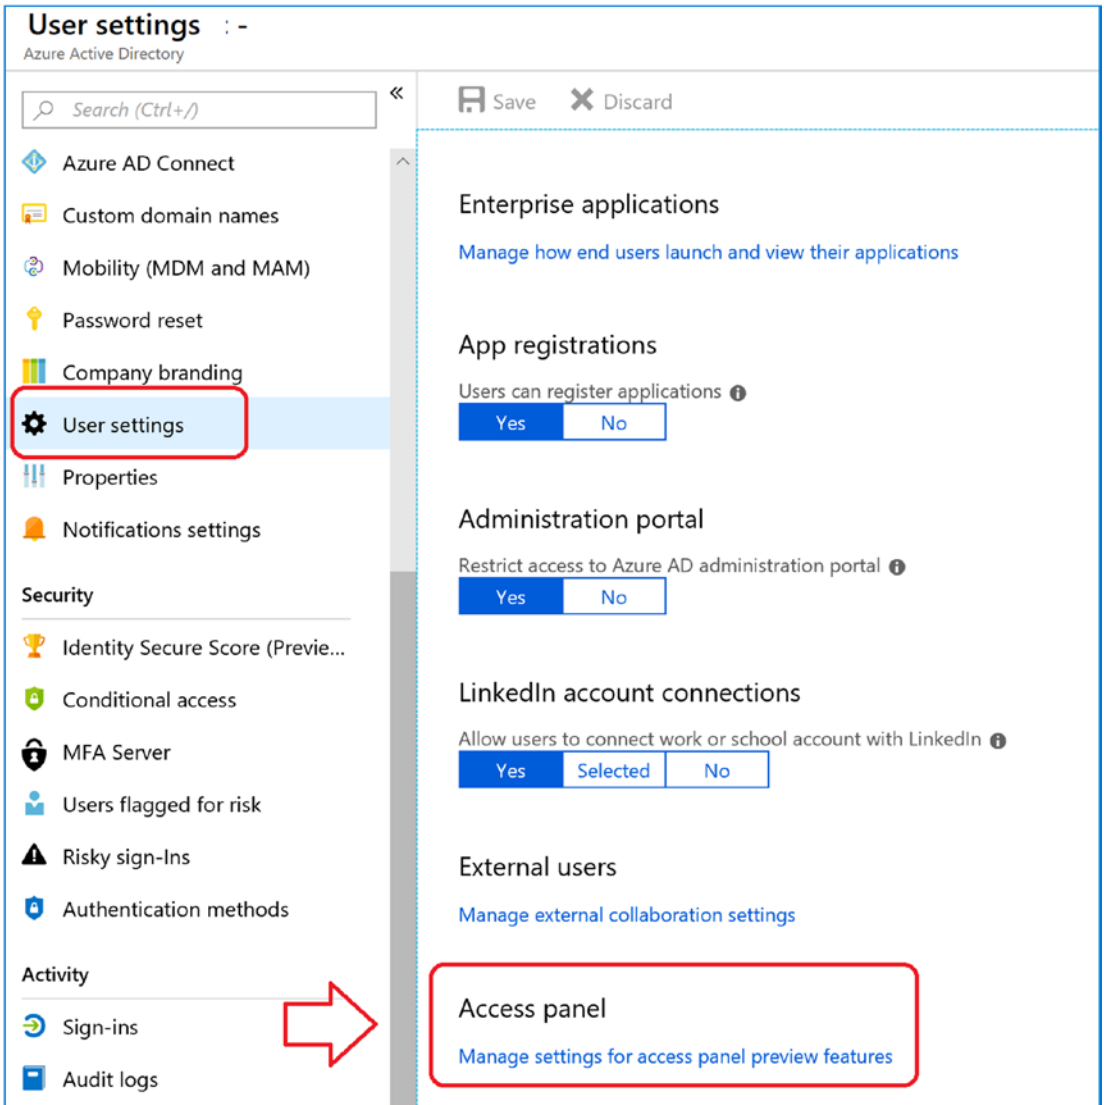 User settings : -
Azure Active Directory
Search (Ctrl+/)
«
Azure AD Connect
Custom domain names
Mobility (MDM and MAM)
Password reset
Company branding
User settings
Properties
Notifications settings
Security
Identity Secure Score (Previe...
Conditional access
MFA Server
Users flagged for risk
Risky sign-Ins
Authentication methods
Activity
Sign-ins
Audit logs
Save Discard
Enterprise applications
Manage how end users launch and view their applications
App registrations
Users can register applications
Yes No
Administration portal
Restrict access to Azure AD administration portal
Yes No
LinkedIn account connections
Allow users to connect work or school account with LinkedIn
Yes Selected No
External users
Manage external collaboration settings
Access panel
Manage settings for access panel preview features